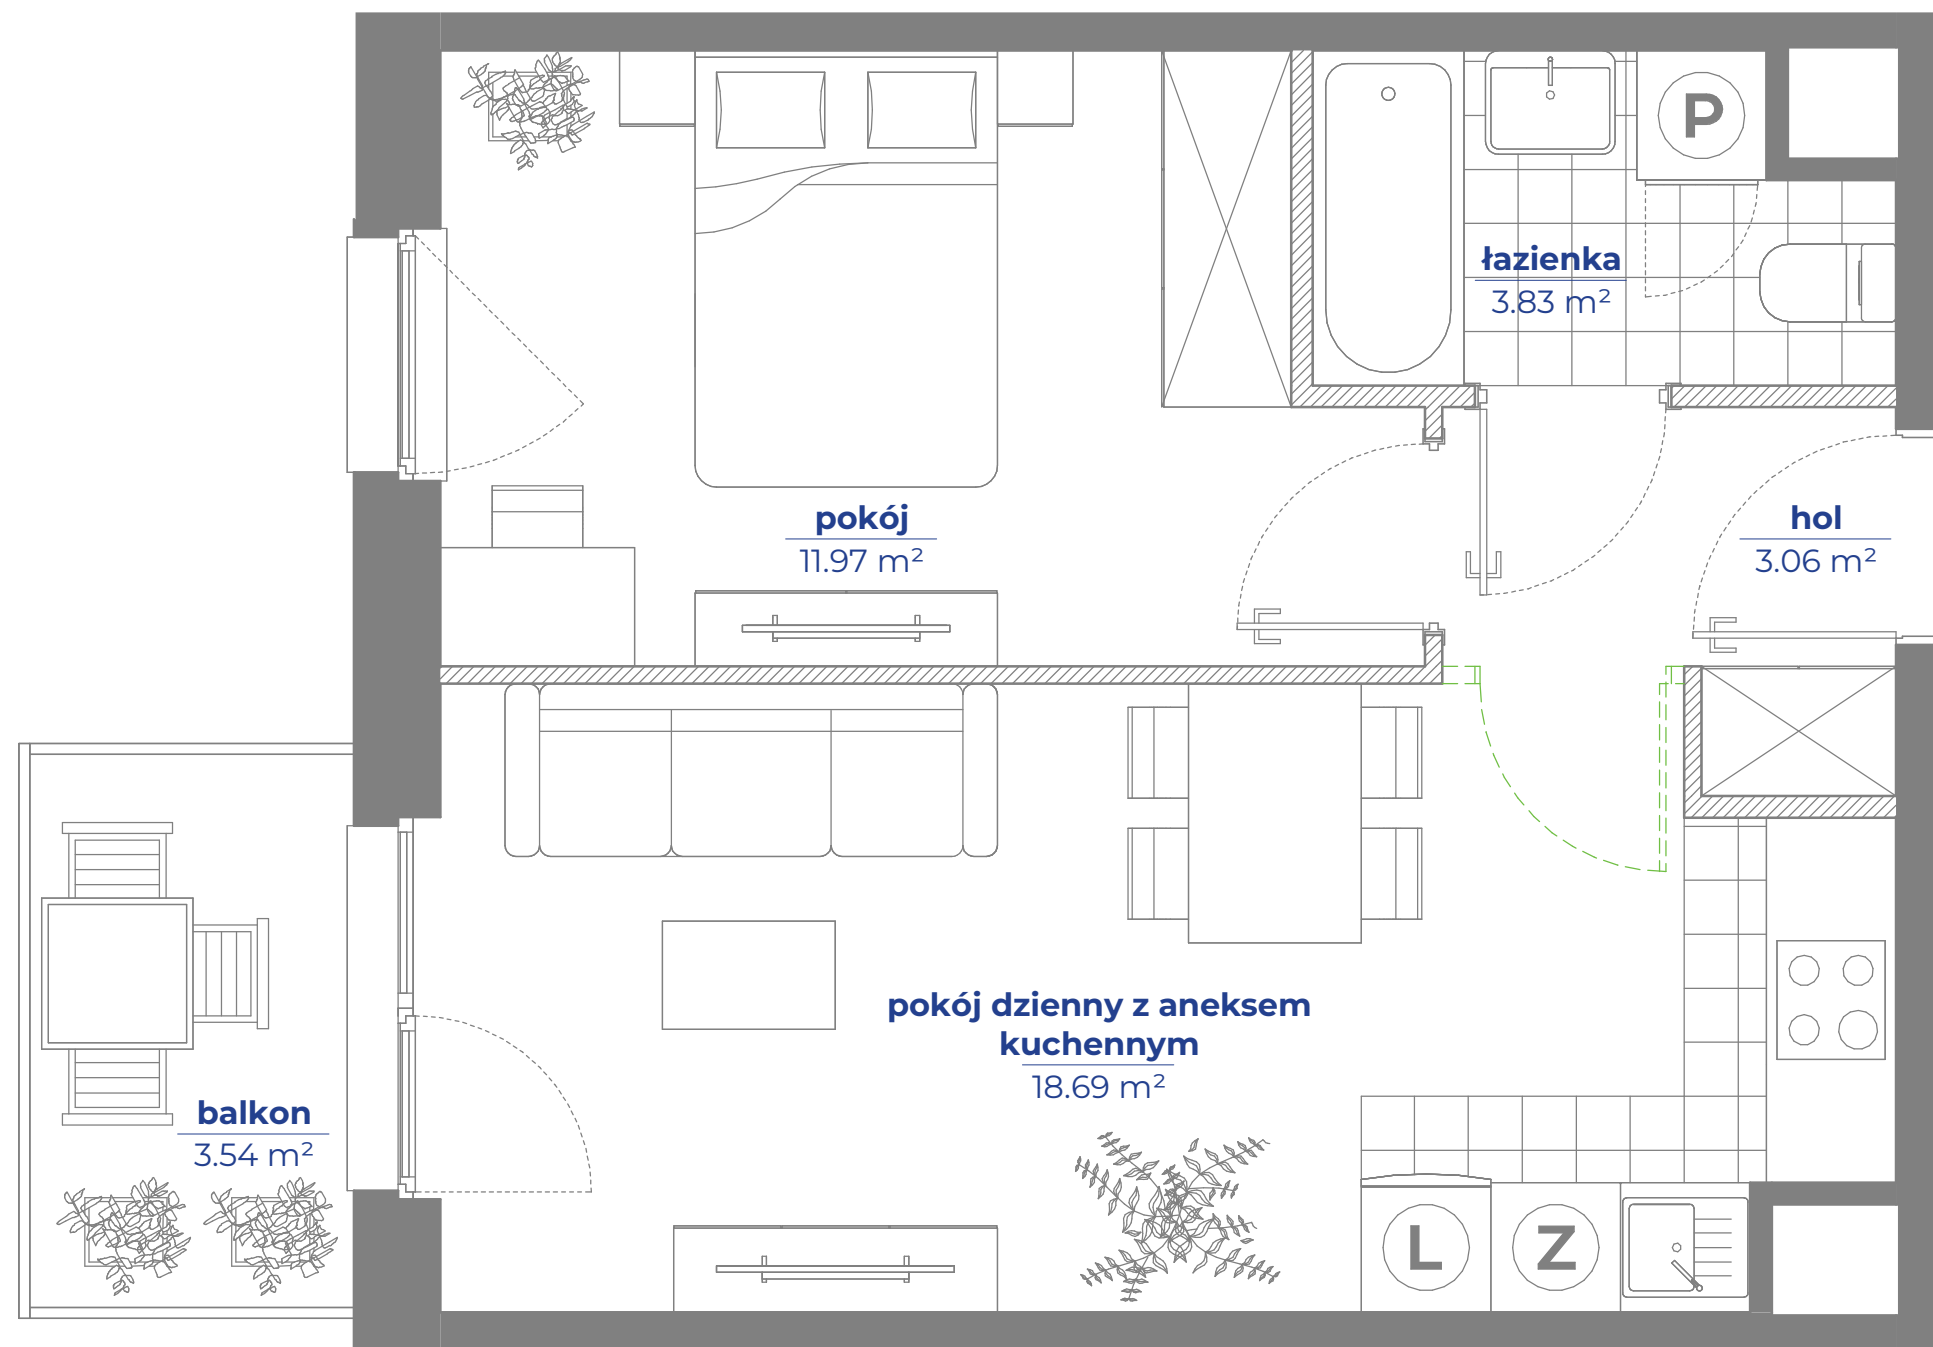 P
łazienka
3.83 m²
pokój
11.97 m²
hol
3.06 m²
pokój dzienny z aneksem
kuchennym
18.69 m²
balkon
3.54 m²
L
Z